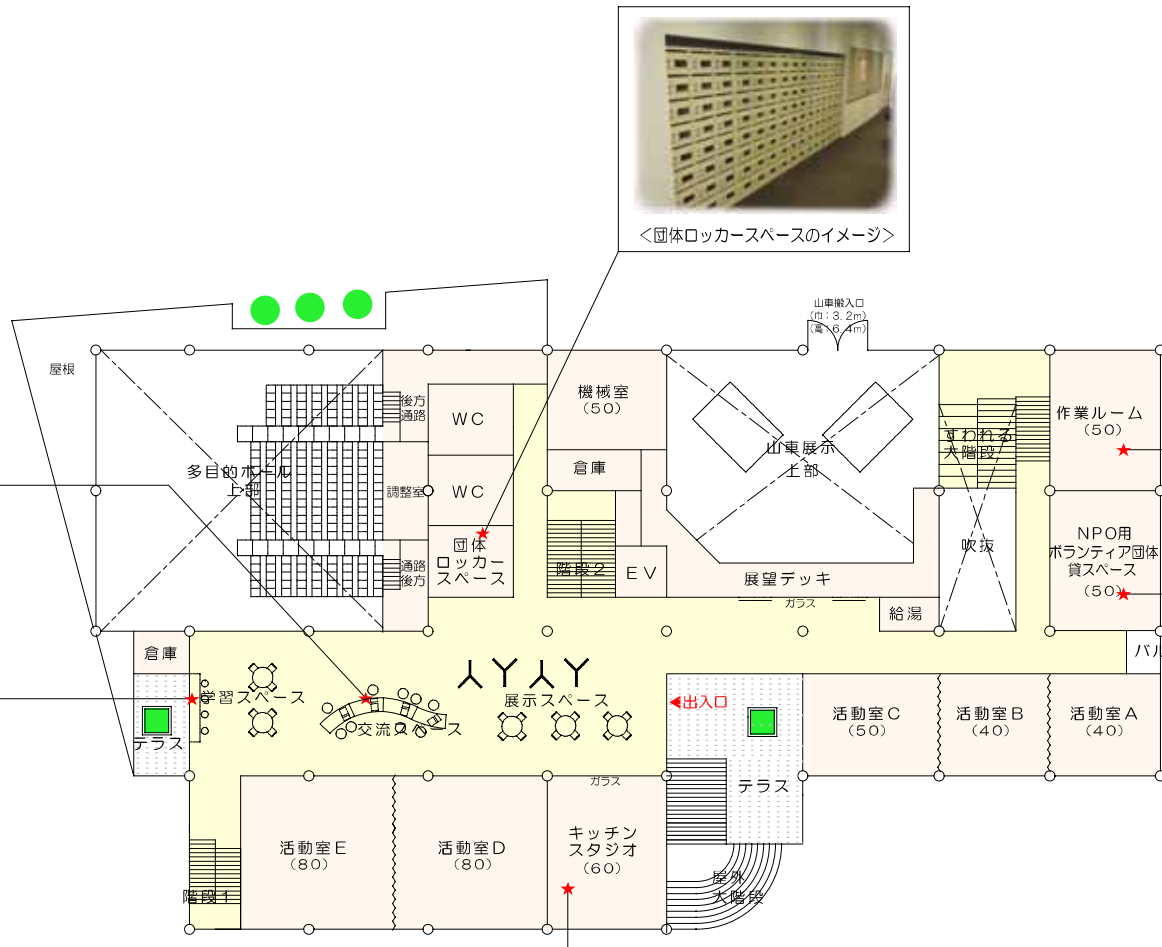 <団体ロッカースペースのイメージ>
山車搬入口
(巾：3.2m)
(高：6.4m)
屋根
後方
通路
WC
機械室
(50)
山車展示
上部
すわれる
大階段
作業ルーム
(50)
多目的ホール
上部
調整室
WC
倉庫
団体
ロッカー
スペース
通路
後方
階段2
EV
展望デッキ
ガラス
給湯
吹抜
NPO用
ボランティア団体
貸スペース
(50)
倉庫
バル
学習スペース
テラス
交流スペース
展示スペース
出入口
テラス
活動室C
(50)
活動室B
(40)
活動室A
(40)
ガラス
活動室E
(80)
活動室D
(80)
キッチン
スタジオ
(60)
階段1
屋外
大階段